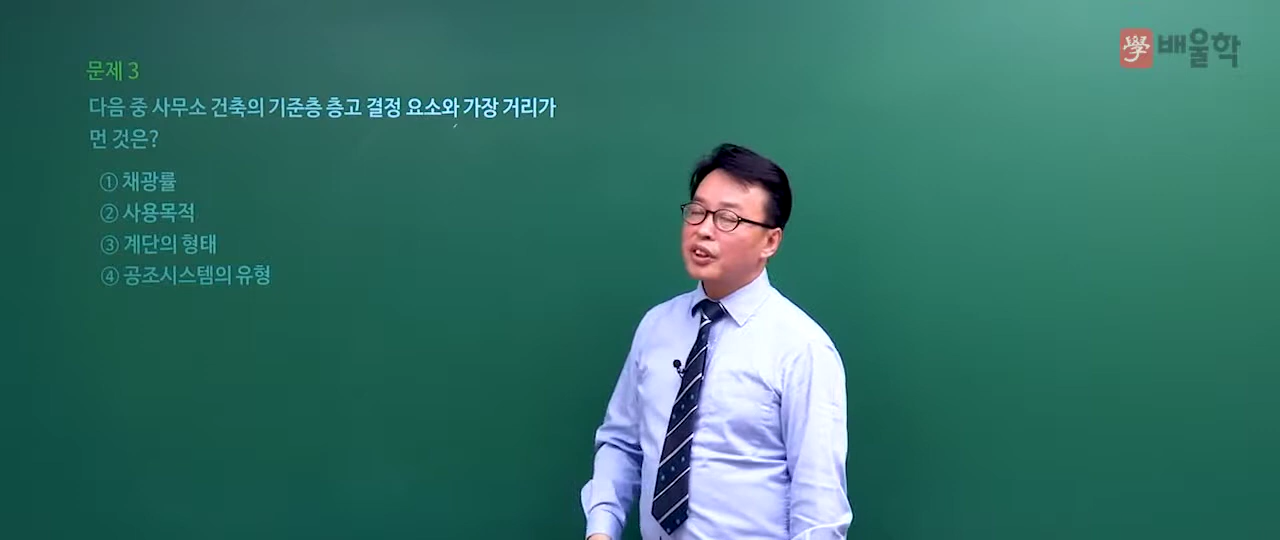 學 배울학
문제 3
다음 중 사무소 건축의 기준층 층고 결정 요소와 가장 거리가
먼 것은?
① 채광률
② 사용목적
③ 계단의 형태
④ 공조시스템의 유형